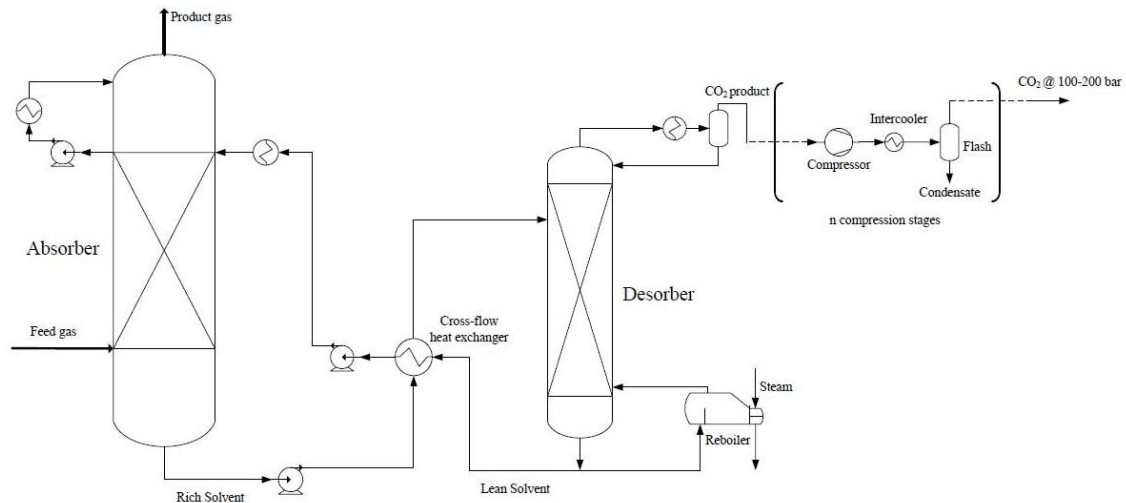 Product gas
CO2 @ 100-200 bar
CO2 product
Intercooler
Compressor
Flash
Condensate
n compression stages
Absorber
Desorber
Cross-flow
heat exchanger
Feed gas
Steam
Reboiler
Rich Solvent
Lean Solvent